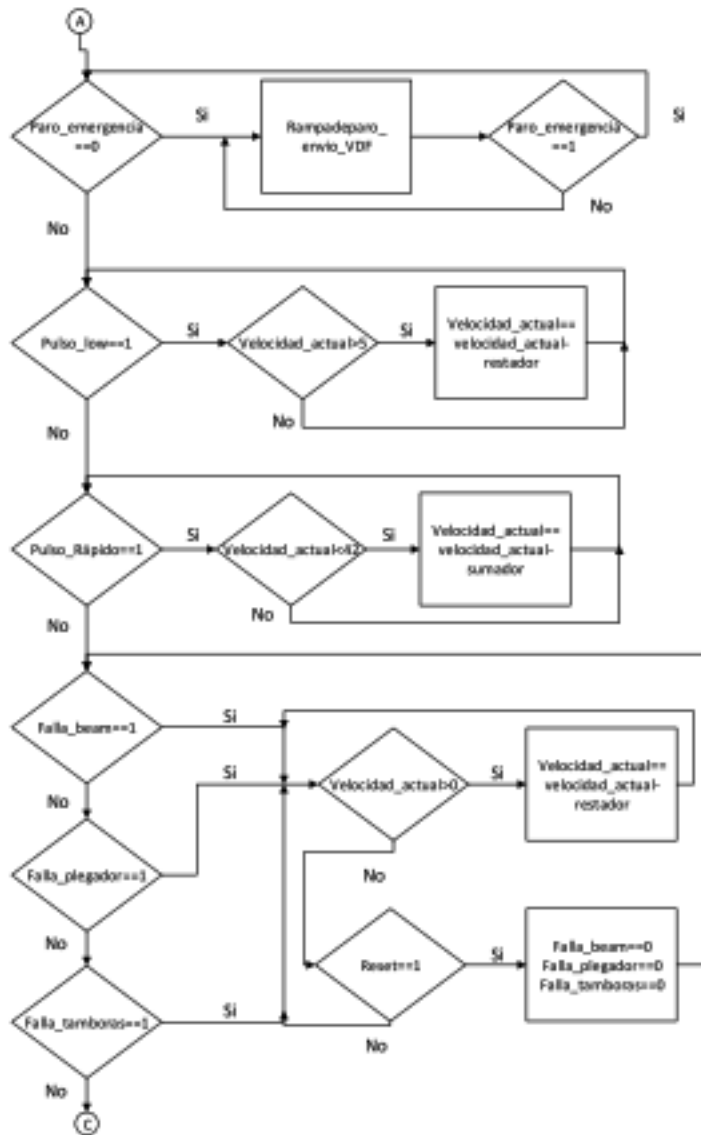 A
Paro_emergencia
==0
Si
Rampadeparo_
envio_VDF
Paro_emergencia
==1
Si
No
No
Pulso_low==1
Si
Velocidad_actual>5
Si
Velocidad_actual==
velocidad_actual-
restador
No
No
Pulso_Rápido==1
Si
Velocidad_actual<42
Si
Velocidad_actual==
velocidad_actual-
sumador
No
No
Falla_beam==1
Si
No
Si
Velocidad_actual>0
Si
Velocidad_actual==
velocidad_actual-
restador
Falla_plegador==1
No
No
Reset==1
Si
Falla_beam==0
Falla_plegador==0
Falla_tamboras==0
Falla_tamboras==1
Si
No
No
C